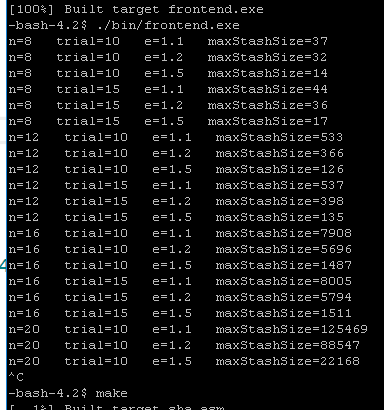 [100%] Built target frontend.exe
-bash-4.2$ ./bin/frontend.exe
n=8   trial=10   e=1.1   maxStashSize=37
n=8   trial=10   e=1.2   maxStashSize=32
n=8   trial=10   e=1.5   maxStashSize=14
n=8   trial=15   e=1.1   maxStashSize=44
n=8   trial=15   e=1.2   maxStashSize=36
n=8   trial=15   e=1.5   maxStashSize=17
n=12   trial=10   e=1.1   maxStashSize=533
n=12   trial=10   e=1.2   maxStashSize=366
n=12   trial=10   e=1.5   maxStashSize=126
n=12   trial=15   e=1.1   maxStashSize=537
n=12   trial=15   e=1.2   maxStashSize=398
n=12   trial=15   e=1.5   maxStashSize=135
n=16   trial=10   e=1.1   maxStashSize=7908
n=16   trial=10   e=1.2   maxStashSize=5696
n=16   trial=10   e=1.5   maxStashSize=1487
n=16   trial=15   e=1.1   maxStashSize=8005
n=16   trial=15   e=1.2   maxStashSize=5794
n=16   trial=15   e=1.5   maxStashSize=1511
n=20   trial=10   e=1.1   maxStashSize=125469
n=20   trial=10   e=1.2   maxStashSize=88547
n=20   trial=10   e=1.5   maxStashSize=22168
^C
-bash-4.2$ make
[  1%] Built target sha_asm